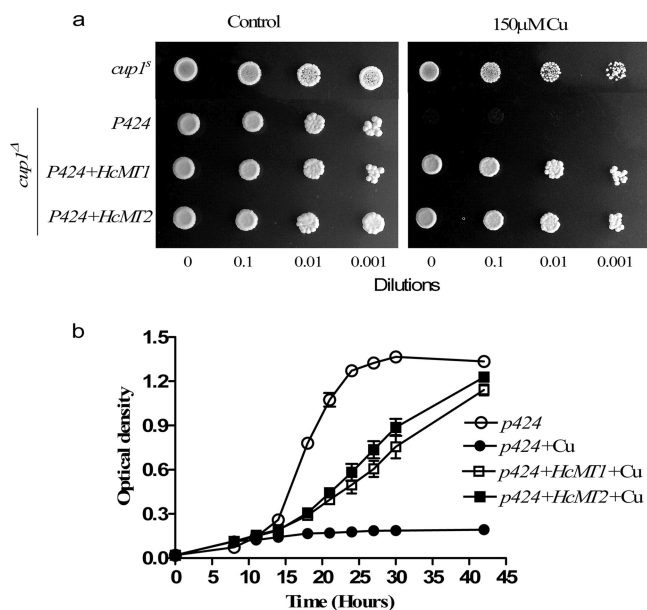 a
Control
150µM Cu
cup1ˢ
P424
P424+HcMT1
P424+HcMT2
cup1Δ
0 0.1 0.01 0.001
0 0.1 0.01 0.001
Dilutions
b
Optical density
1.5
1.2
0.9
0.6
0.3
0.0
p424
p424+Cu
p424+HcMT1+Cu
p424+HcMT2+Cu
0 5 10 15 20 25 30 35 40 45
Time (Hours)